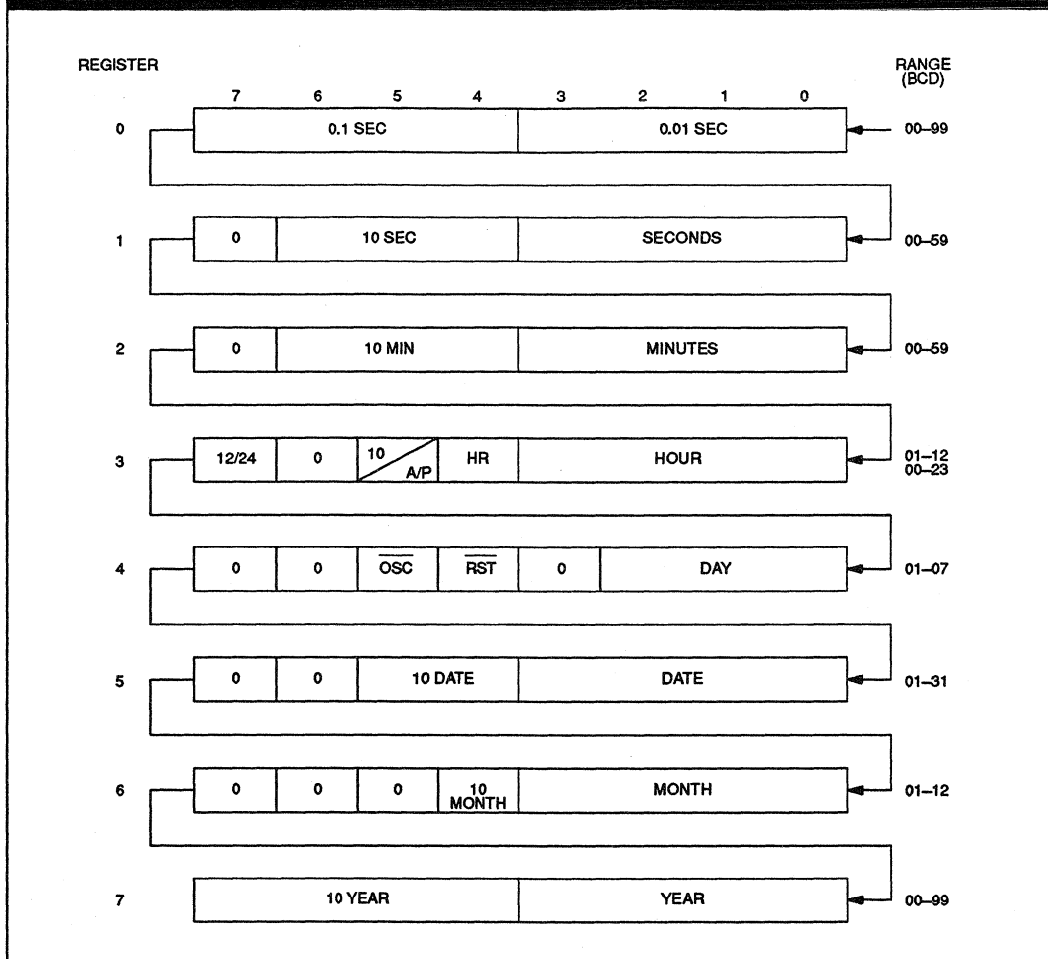 REGISTER
RANGE
(BCD)
7 6 5 4 3 2 1 0
0 0.1 SEC 0.01 SEC 00–99
1 0 10 SEC SECONDS 00–59
2 0 10 MIN MINUTES 00–59
3 12/24 0 10 A/P HR HOUR 01–12
00–23
4 0 0 OSC RST 0 DAY 01–07
5 0 0 10 DATE DATE 01–31
6 0 0 0 10 MONTH MONTH 01–12
7 10 YEAR YEAR 00–99